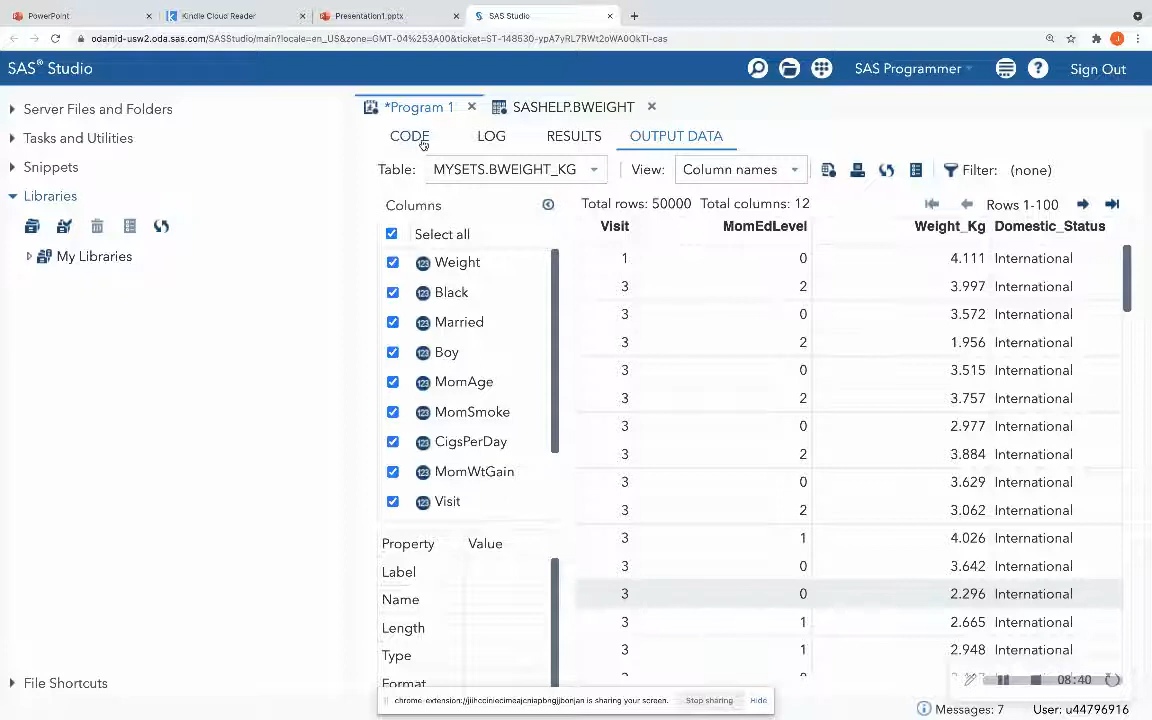 PowerPoint
Kindle Cloud Reader
Presentation1.pptx
SAS Studio
odamid-usw2.oda.sas.com/SASStudio/main?locale=en_US&zone=GMT-04%253A00&ticket=ST-148530-ypA7yRL7RWt2oWA0GkTI-cas
SAS® Studio
SAS Programmer
Sign Out
Server Files and Folders
Tasks and Utilities
Snippets
Libraries
My Libraries
File Shortcuts
*Program 1
SASHELP.BWEIGHT
CODE LOG RESULTS OUTPUT DATA
Table: MYSETS.BWEIGHT_KG View: Column names Filter: (none)
Columns
Total rows: 50000 Total columns: 12
Rows 1-100
Select all
Weight
Black
Married
Boy
MomAge
MomSmoke
CigsPerDay
MomWtGain
Visit
Property Value
Label
Name
Length
Type
Format
Visit MomEdLevel Weight_Kg Domestic_Status
1 0 4.111 International
3 2 3.997 International
3 0 3.572 International
3 2 1.956 International
3 0 3.515 International
3 2 3.757 International
3 0 2.977 International
3 2 3.884 International
3 0 3.629 International
3 2 3.062 International
3 1 4.026 International
3 0 3.642 International
3 0 2.296 International
3 1 2.665 International
3 1 2.948 International
08:40
chrome-extension://jiihcciniecimeajcniapbngjjbonjan is sharing your screen.
Stop sharing
Hide
Messages: 7
User: u44796916